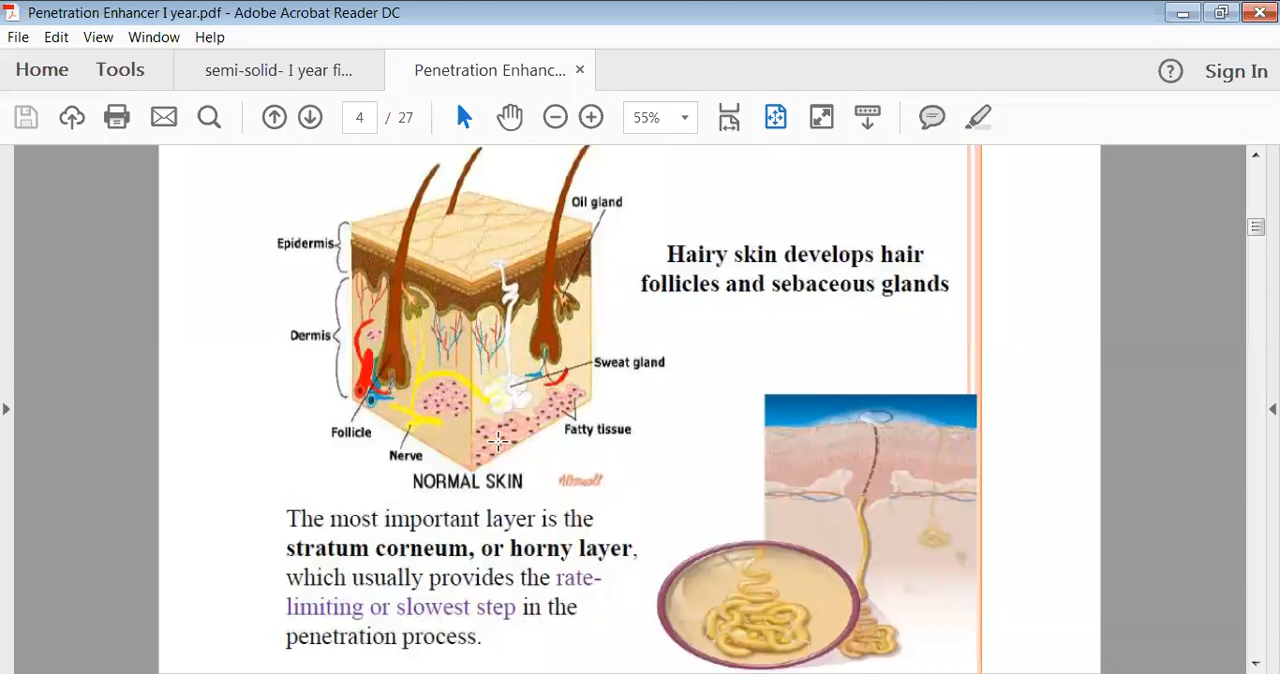 Penetration Enhancer I year.pdf - Adobe Acrobat Reader DC
File Edit View Window Help
Home Tools semi-solid- I year fi... Penetration Enhanc... × Sign In
4 / 27 55%
Oil gland
Epidermis
Dermis
Sweat gland
Fatty tissue
Follicle
Nerve
NORMAL SKIN
Hairy skin develops hair
follicles and sebaceous glands
The most important layer is the
stratum corneum, or horny layer,
which usually provides the rate-
limiting or slowest step in the
penetration process.